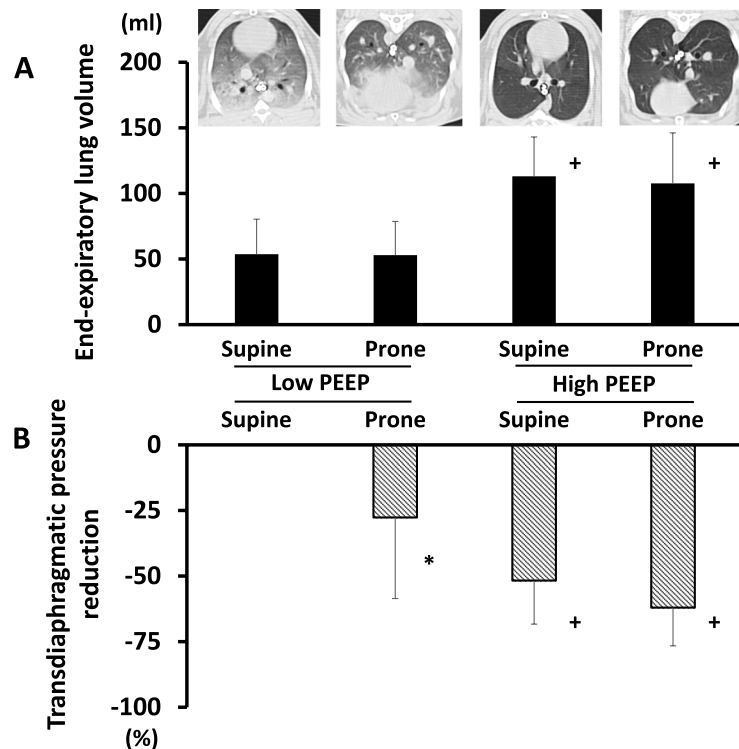 (ml)
A
End-expiratory lung volume
200
150
100
50
0
+
+
Supine
Prone
Supine
Prone
Low PEEP
High PEEP
Supine
Prone
Supine
Prone
B
Transdiaphragmatic pressure
reduction
0
-25
-50
-75
-100
(%)
*
+
+